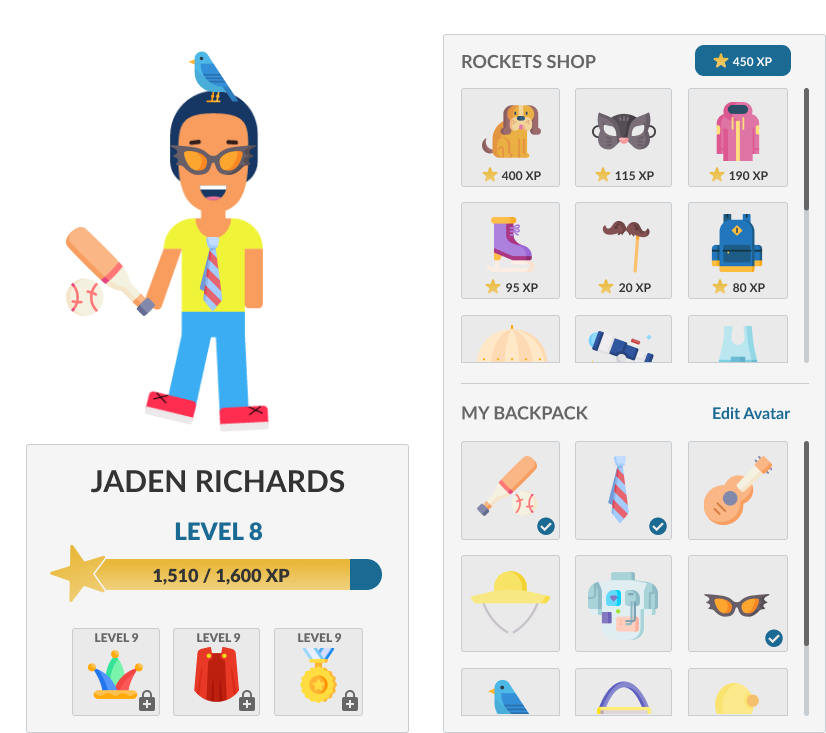 ROCKETS SHOP
450 XP
400 XP
115 XP
190 XP
95 XP
20 XP
80 XP
MY BACKPACK
Edit Avatar
JADEN RICHARDS
LEVEL 8
1,510 / 1,600 XP
LEVEL 9
LEVEL 9
LEVEL 9